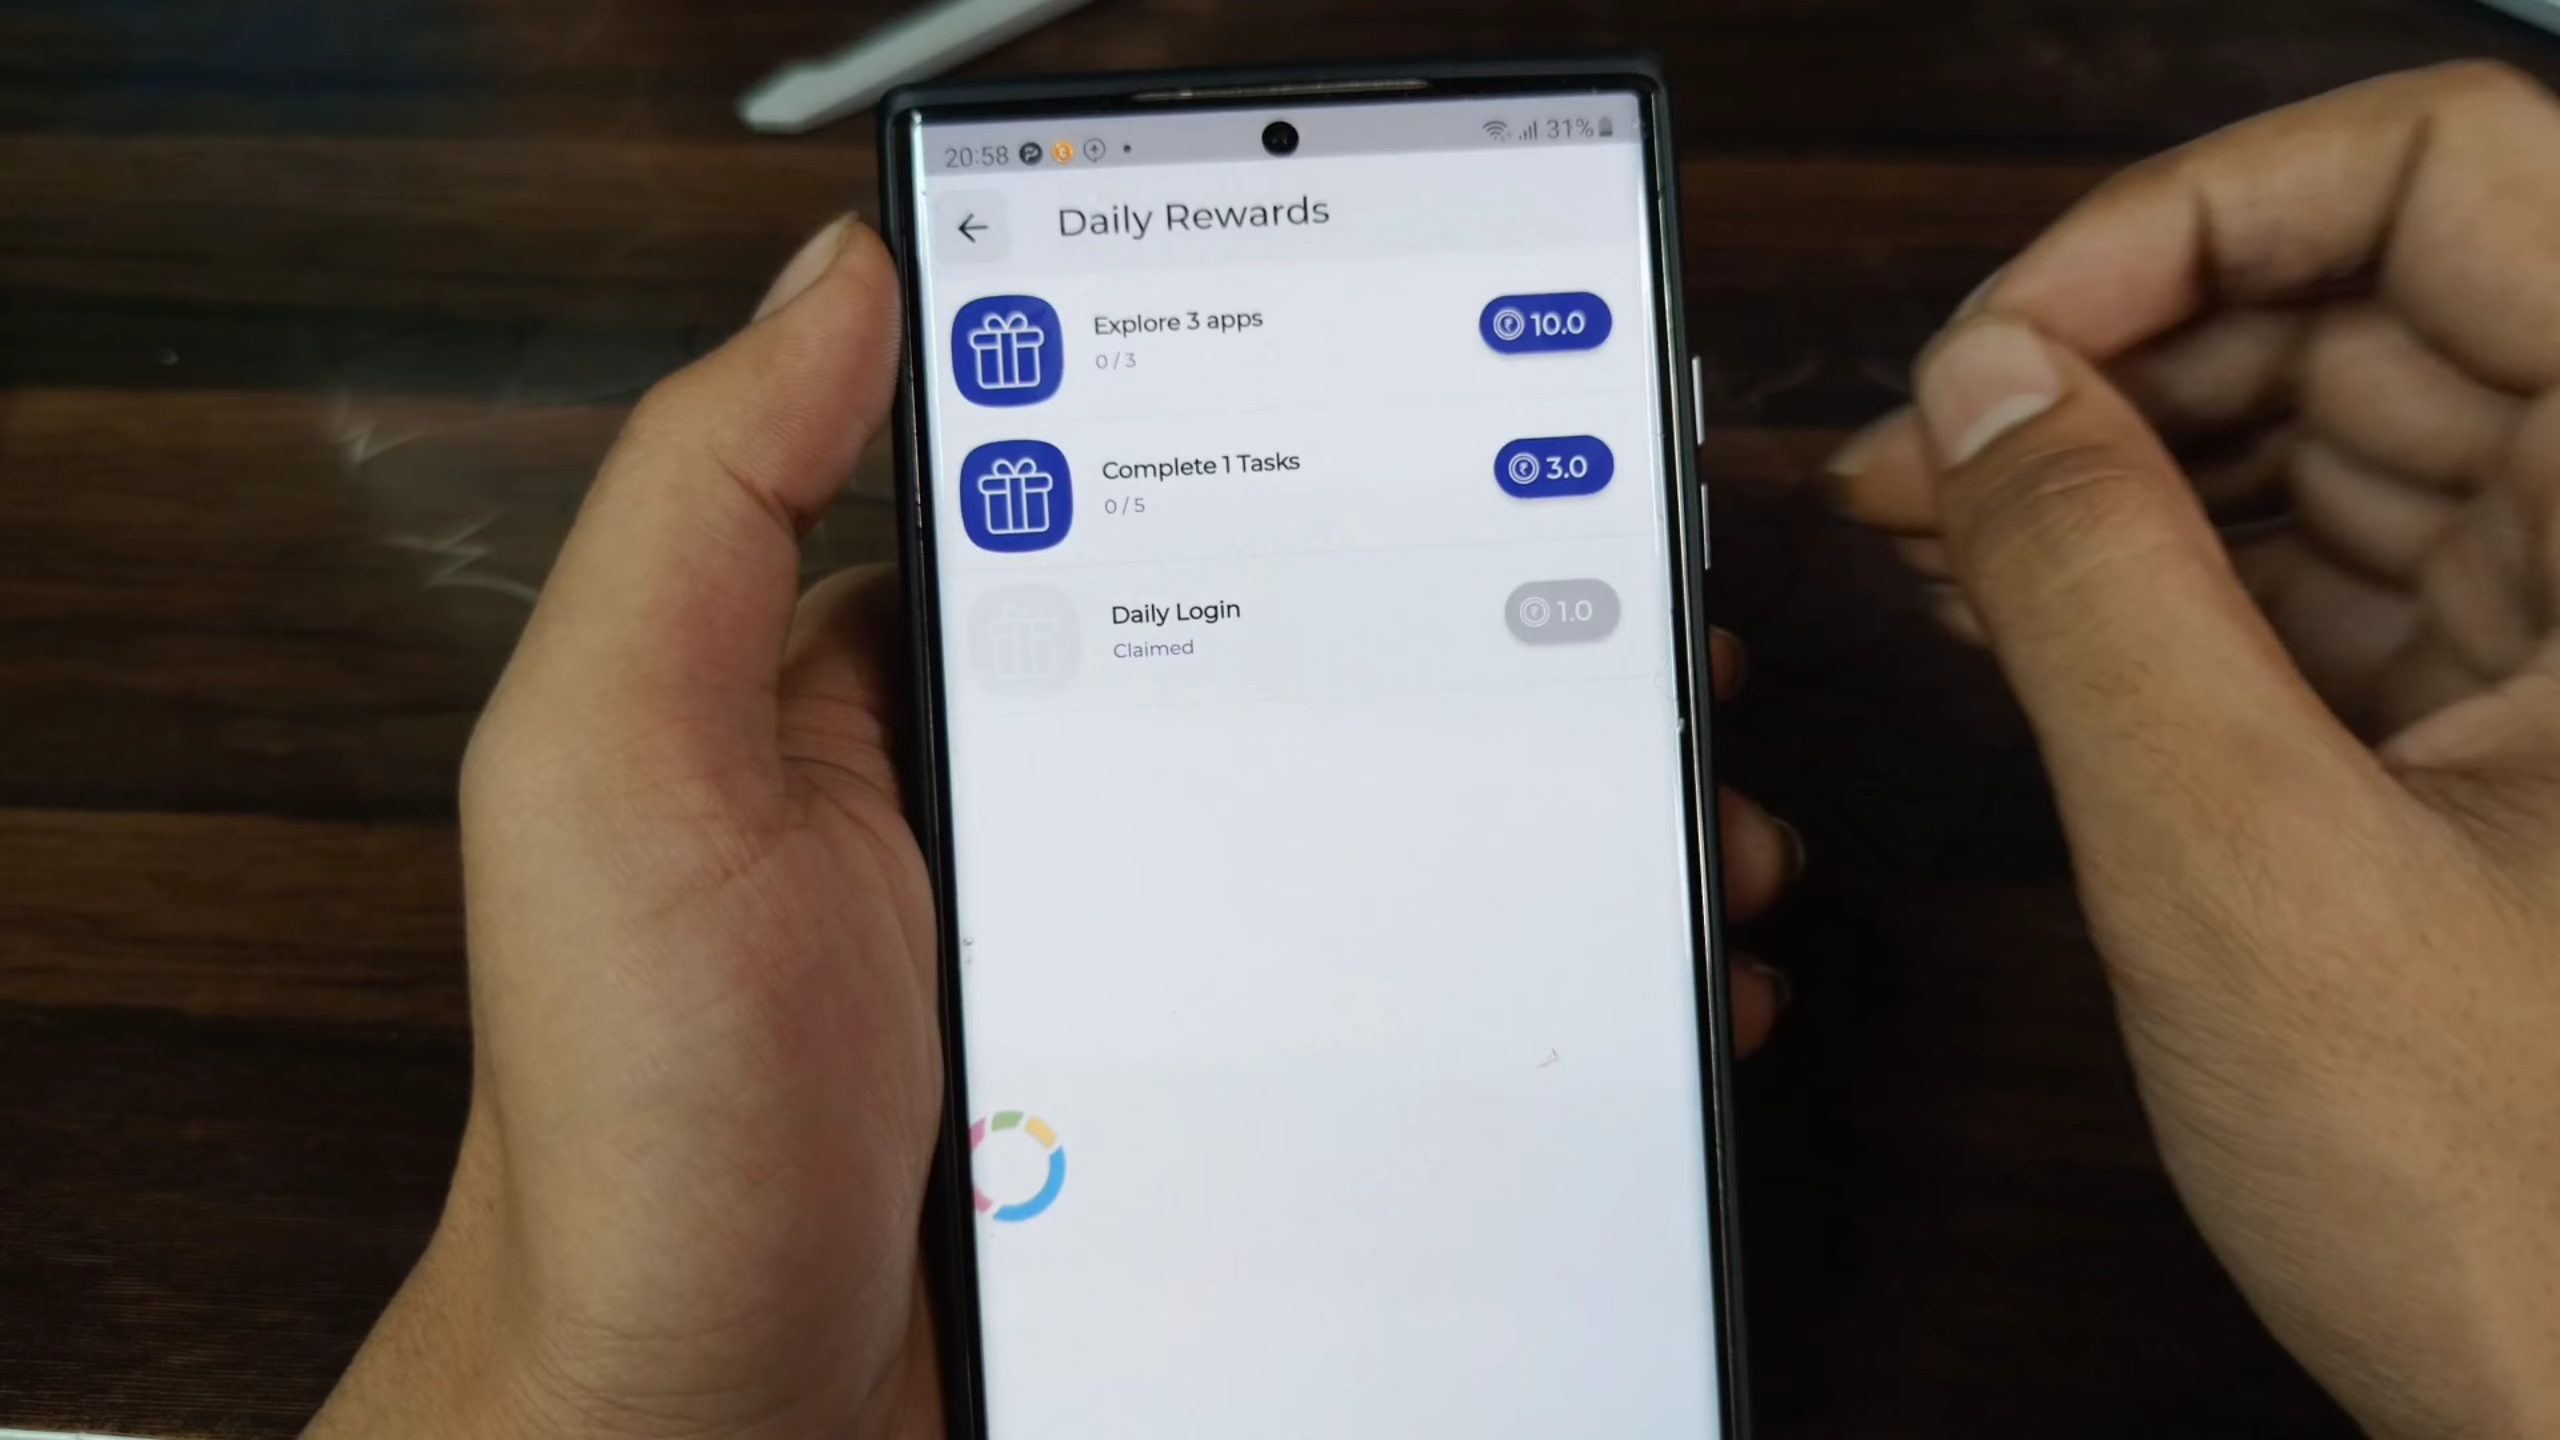 20:58
31%
Daily Rewards
Explore 3 apps
0 / 3
₹ 10.0
Complete 1 Tasks
0 / 5
₹ 3.0
Daily Login
Claimed
₹ 1.0